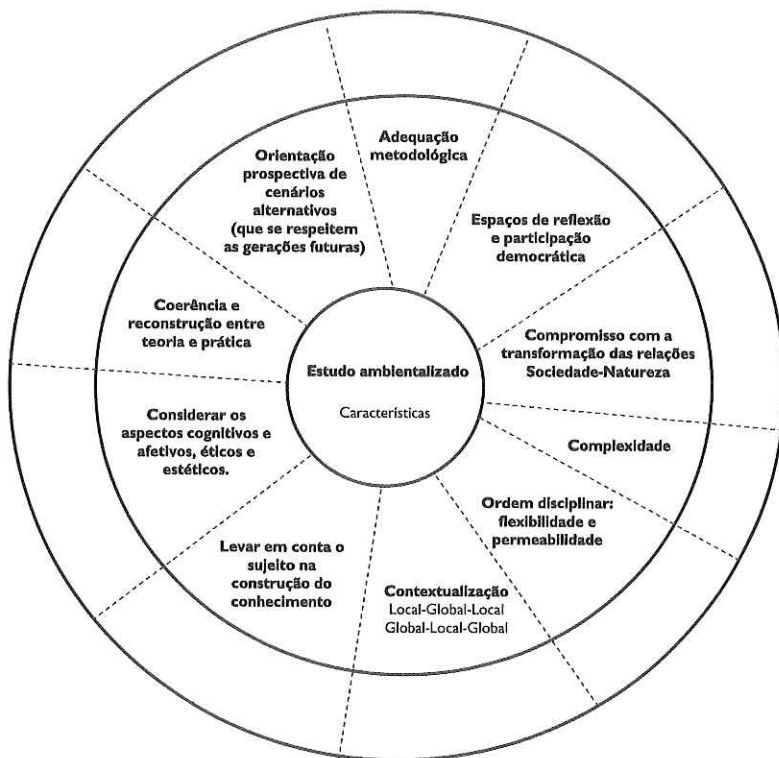 Adequação
metodológica
Espaços de reflexão
e participação
democrática
Compromisso com a
transformação das relações
Sociedade-Natureza
Complexidade
Ordem disciplinar:
flexibilidade e
permeabilidade
Contextualização
Local-Global-Local
Global-Local-Global
Levar em conta o
sujeito na
construção do
conhecimento
Considerar os
aspectos cognitivos e
afetivos, éticos e
estéticos.
Coerência e
reconstrução entre
teoria e prática
Orientação
prospectiva de
cenários
alternativos
(que se respeitem
as gerações futuras)
Estudo ambientalizado
Características